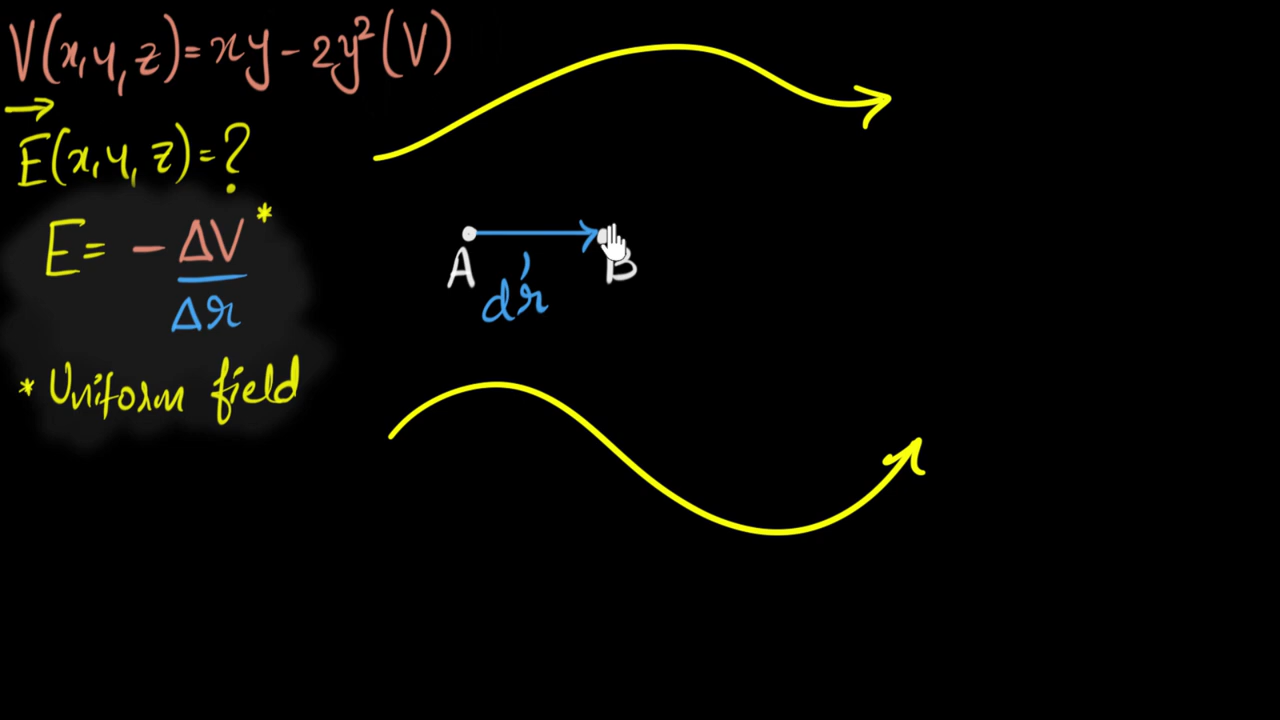 V(x,y,z)=xy-2y²(V)
E⃗(x,y,z)=?
E= -ΔV*
Δr
* Uniform field
A
B
dr'